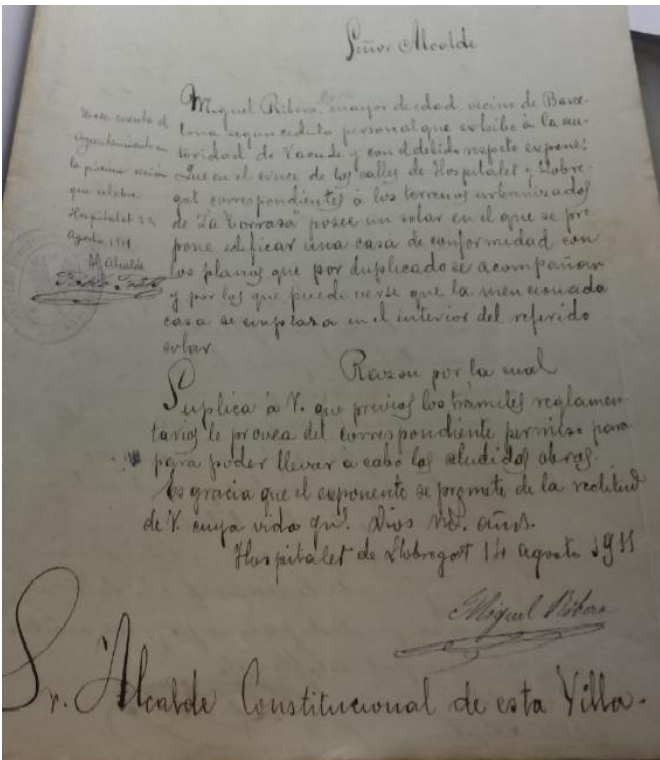 Señor Alcalde
Dese cuenta al
Ayuntamiento en
la próxima sesión
que celebre.
Hospitalet 22
Agosto 1911
El Alcalde
Miguel Ribera, mayor de edad, vecino de Barce-
lona segun cedula personal que exhibe á la au-
toridad de V. acude y con el debido respeto expone:
Que en el cruce de las calles de Hospitalet y Llobre-
gat correspondientes á los terrenos urbanizados
de "La Torrasa" posee un solar en el que se pro-
pone edificar una casa de conformidad con
los planos que por duplicado se acompañan
y por los que puede verse que la mencionada
casa se emplaza en el interior del referido
solar.
Razon por la cual
Suplica á V. que previos los trámites reglamen-
tarios le provea del correspondiente permiso para
para poder llevar á cabo las aludidas obras.
Es gracia que el exponente se promete de la rectitud
de V. cuya vida gue. Dios ms. años.
Hospitalet de Llobregat 14 agosto 1911
Miguel Ribera
Sr. Alcalde Constitucional de esta Villa.